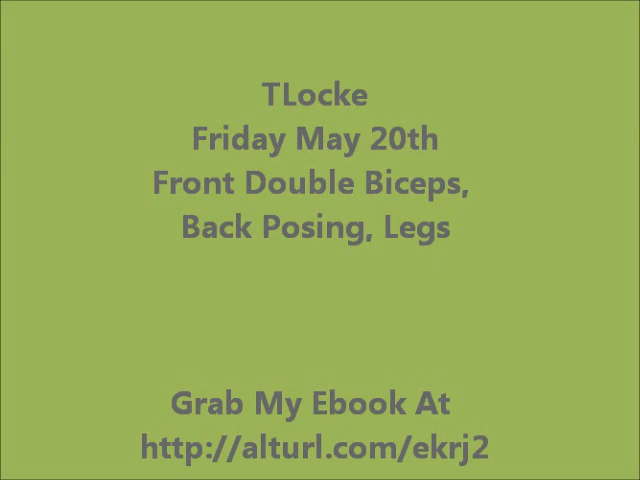 TLocke
Friday May 20th
Front Double Biceps,
Back Posing, Legs
Grab My Ebook At
http://alturl.com/ekrj2